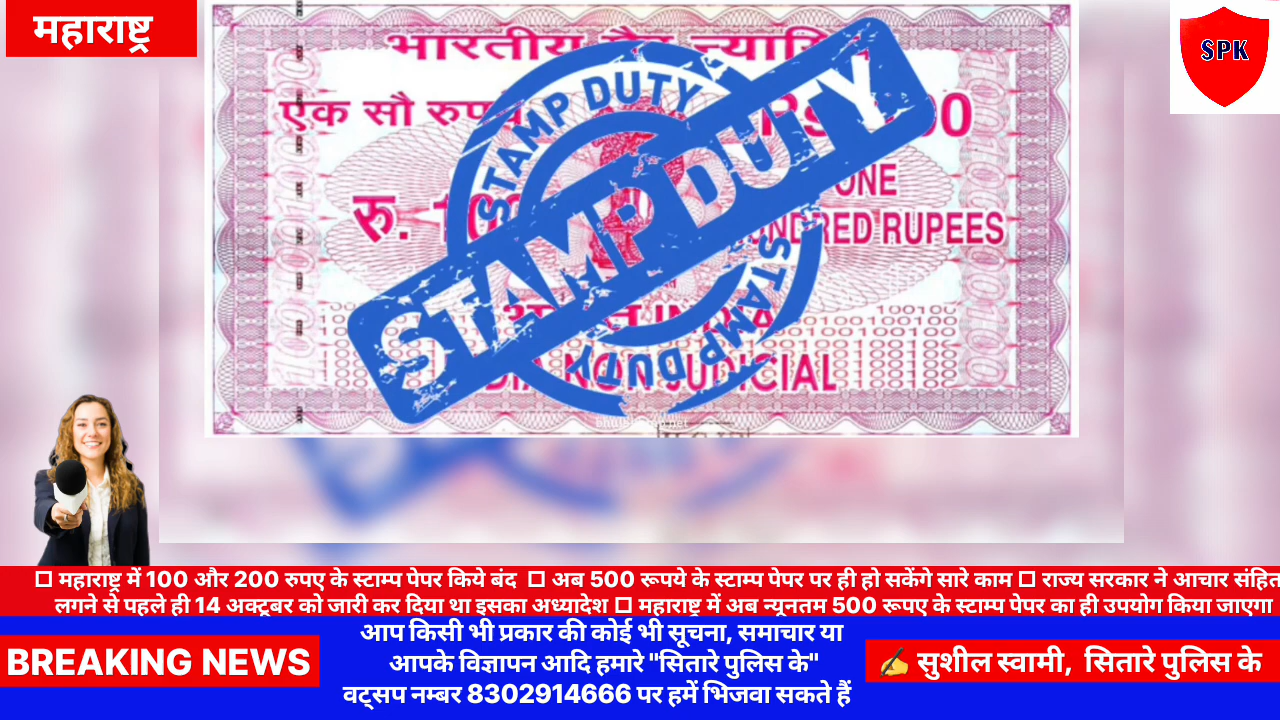 महाराष्ट्र
SPK
भारतीय
एक सौ
रू.
ONE
HUNDRED RUPEES
STAMP DUTY
STAMP DUTY
STAMP DUTY
INDIA NON JUDICIAL
□ महाराष्ट्र में 100 और 200 रुपए के स्टाम्प पेपर किये बंद □ अब 500 रूपये के स्टाम्प पेपर पर ही हो सकेंगे सारे काम □ राज्य सरकार ने आचार संहित
लगने से पहले ही 14 अक्टूबर को जारी कर दिया था इसका अध्यादेश □ महाराष्ट्र में अब न्यूनतम 500 रूपए के स्टाम्प पेपर का ही उपयोग किया जाएगा
BREAKING NEWS
आप किसी भी प्रकार की कोई भी सूचना, समाचार या
आपके विज्ञापन आदि हमारे "सितारे पुलिस के"
वट्सप नम्बर 8302914666 पर हमें भिजवा सकते हैं
✍️ सुशील स्वामी, सितारे पुलिस के